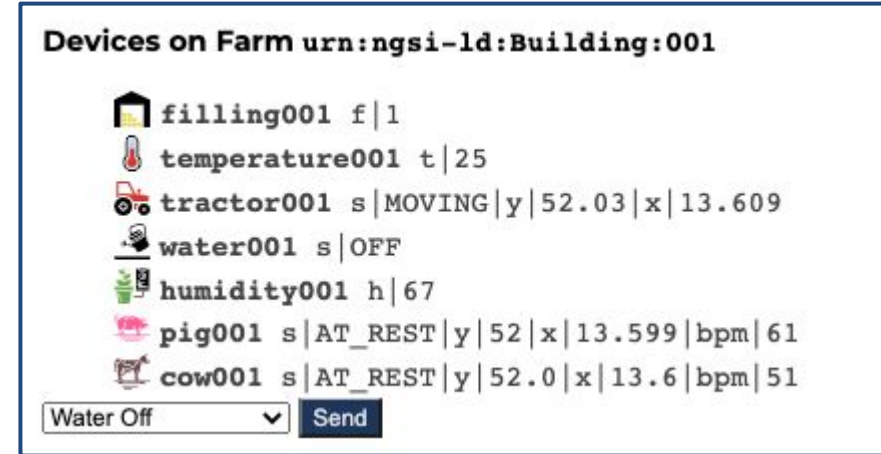 Devices on Farm urn:ngsi-ld:Building:001
filling001 f|1
temperature001 t|25
tractor001 s|MOVING|y|52.03|x|13.609
water001 s|OFF
humidity001 h|67
pig001 s|AT_REST|y|52|x|13.599|bpm|61
cow001 s|AT_REST|y|52.0|x|13.6|bpm|51
Water Off Send